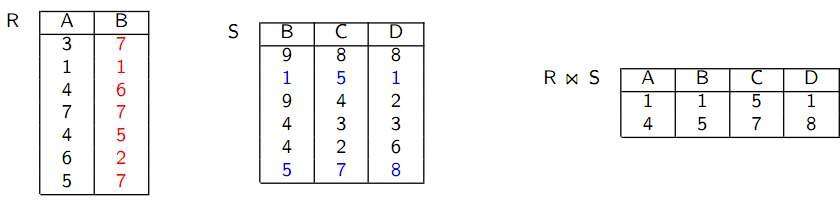 R
A B
3 7
1 1
4 6
7 7
4 5
6 2
5 7
S
B C D
9 8 8
1 5 1
9 4 2
4 3 3
4 2 6
5 7 8
R ⋈ S
A B C D
1 1 5 1
4 5 7 8